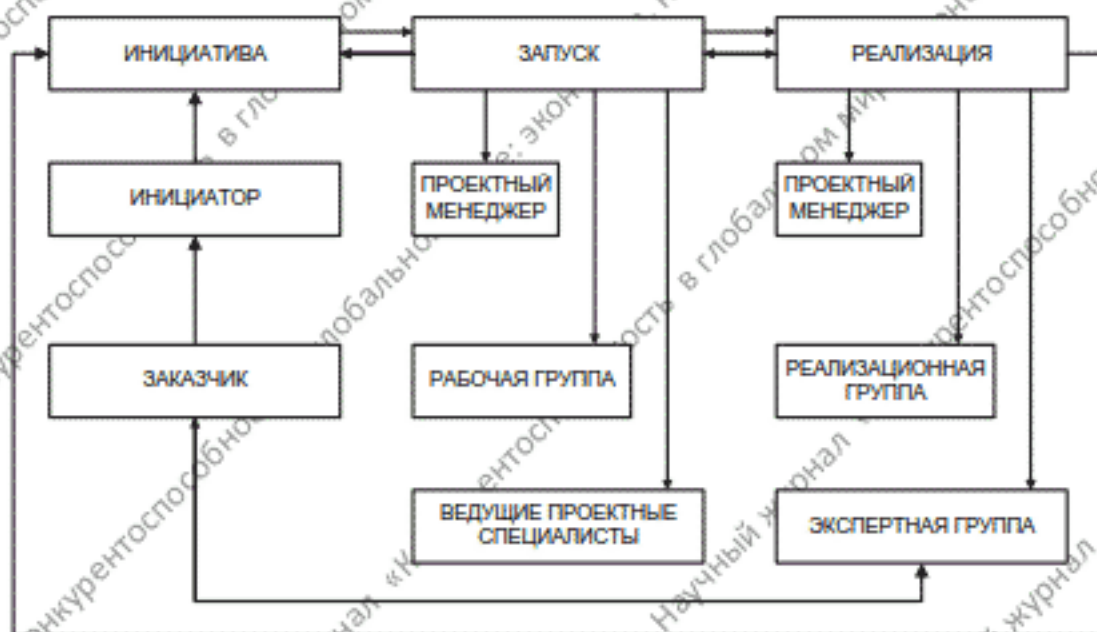 ИНИЦИАТИВА
ЗАПУСК
РЕАЛИЗАЦИЯ
ИНИЦИАТОР
ПРОЕКТНЫЙ
МЕНЕДЖЕР
ПРОЕКТНЫЙ
МЕНЕДЖЕР
ЗАКАЗЧИК
РАБОЧАЯ ГРУППА
РЕАЛИЗАЦИОННАЯ
ГРУППА
ВЕДУЩИЕ ПРОЕКТНЫЕ
СПЕЦИАЛИСТЫ
ЭКСПЕРТНАЯ ГРУППА
Научный журнал
журнал